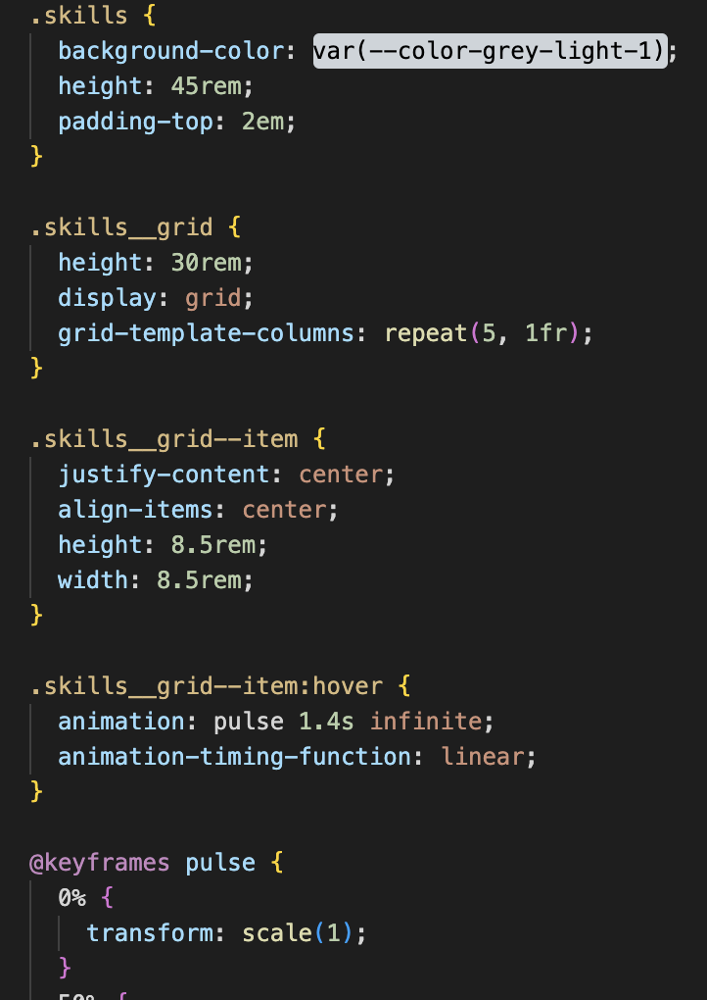 .skills {
background-color: var(--color-grey-light-1);
height: 45rem;
padding-top: 2em;
}
.skills__grid {
height: 30rem;
display: grid;
grid-template-columns: repeat(5, 1fr);
}
.skills__grid--item {
justify-content: center;
align-items: center;
height: 8.5rem;
width: 8.5rem;
}
.skills__grid--item:hover {
animation: pulse 1.4s infinite;
animation-timing-function: linear;
}
@keyframes pulse {
0% {
transform: scale(1);
}
50% {